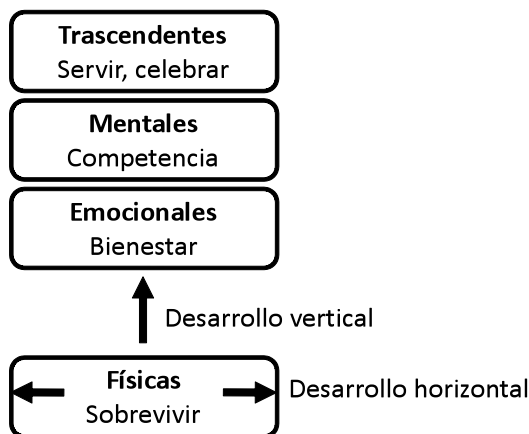 Trascendentes
Servir, celebrar
Mentales
Competencia
Emocionales
Bienestar
Desarrollo vertical
Físicas
Sobrevivir
Desarrollo horizontal